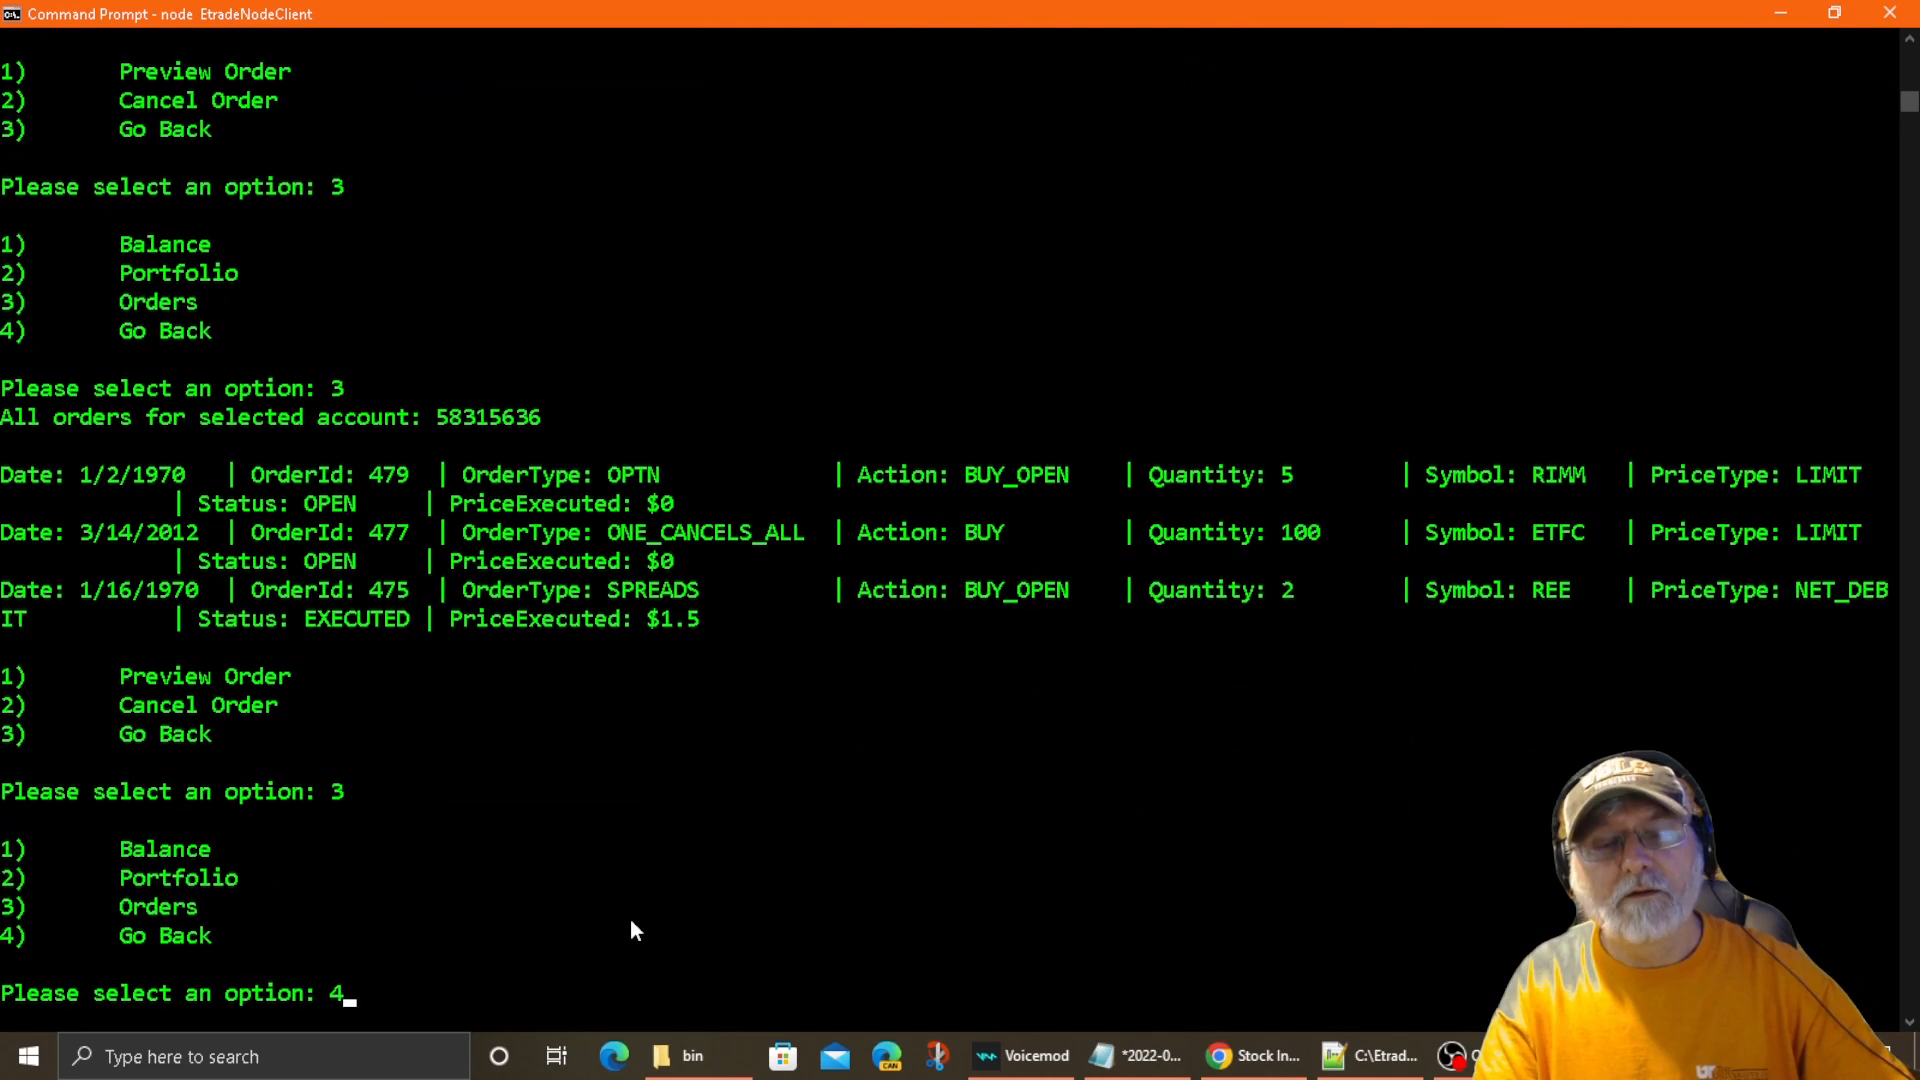 Command Prompt - node  EtradeNodeClient
1) Preview Order
2) Cancel Order
3) Go Back
Please select an option: 3
1) Balance
2) Portfolio
3) Orders
4) Go Back
Please select an option: 3
All orders for selected account: 58315636
Date: 1/2/1970 | OrderId: 479 | OrderType: OPTN | Action: BUY_OPEN | Quantity: 5 | Symbol: RIMM | PriceType: LIMIT
| Status: OPEN | PriceExecuted: $0
Date: 3/14/2012 | OrderId: 477 | OrderType: ONE_CANCELS_ALL | Action: BUY | Quantity: 100 | Symbol: ETFC | PriceType: LIMIT
| Status: OPEN | PriceExecuted: $0
Date: 1/16/1970 | OrderId: 475 | OrderType: SPREADS | Action: BUY_OPEN | Quantity: 2 | Symbol: REE | PriceType: NET_DEB
IT | Status: EXECUTED | PriceExecuted: $1.5
1) Preview Order
2) Cancel Order
3) Go Back
Please select an option: 3
1) Balance
2) Portfolio
3) Orders
4) Go Back
Please select an option: 4
Type here to search
bin
CAN
Voicemod
*2022-0...
Stock In...
C:\Etrad...